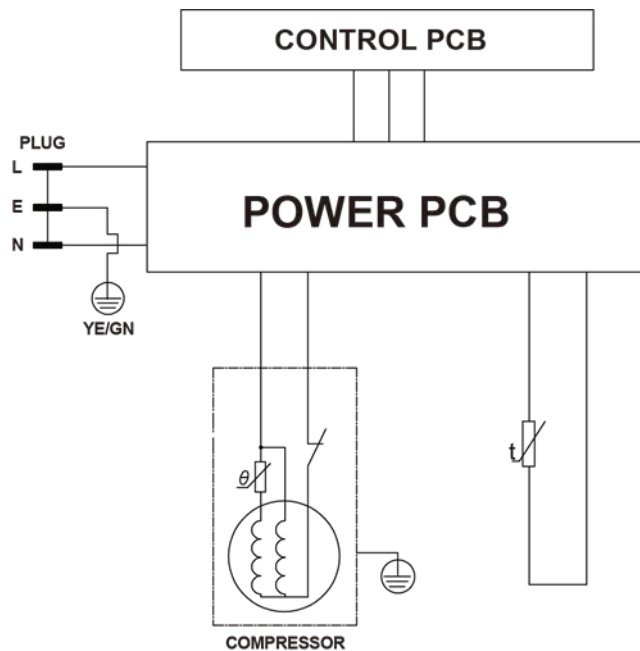 CONTROL PCB
PLUG
L
E
N
POWER PCB
YE/GN
θ
t
COMPRESSOR